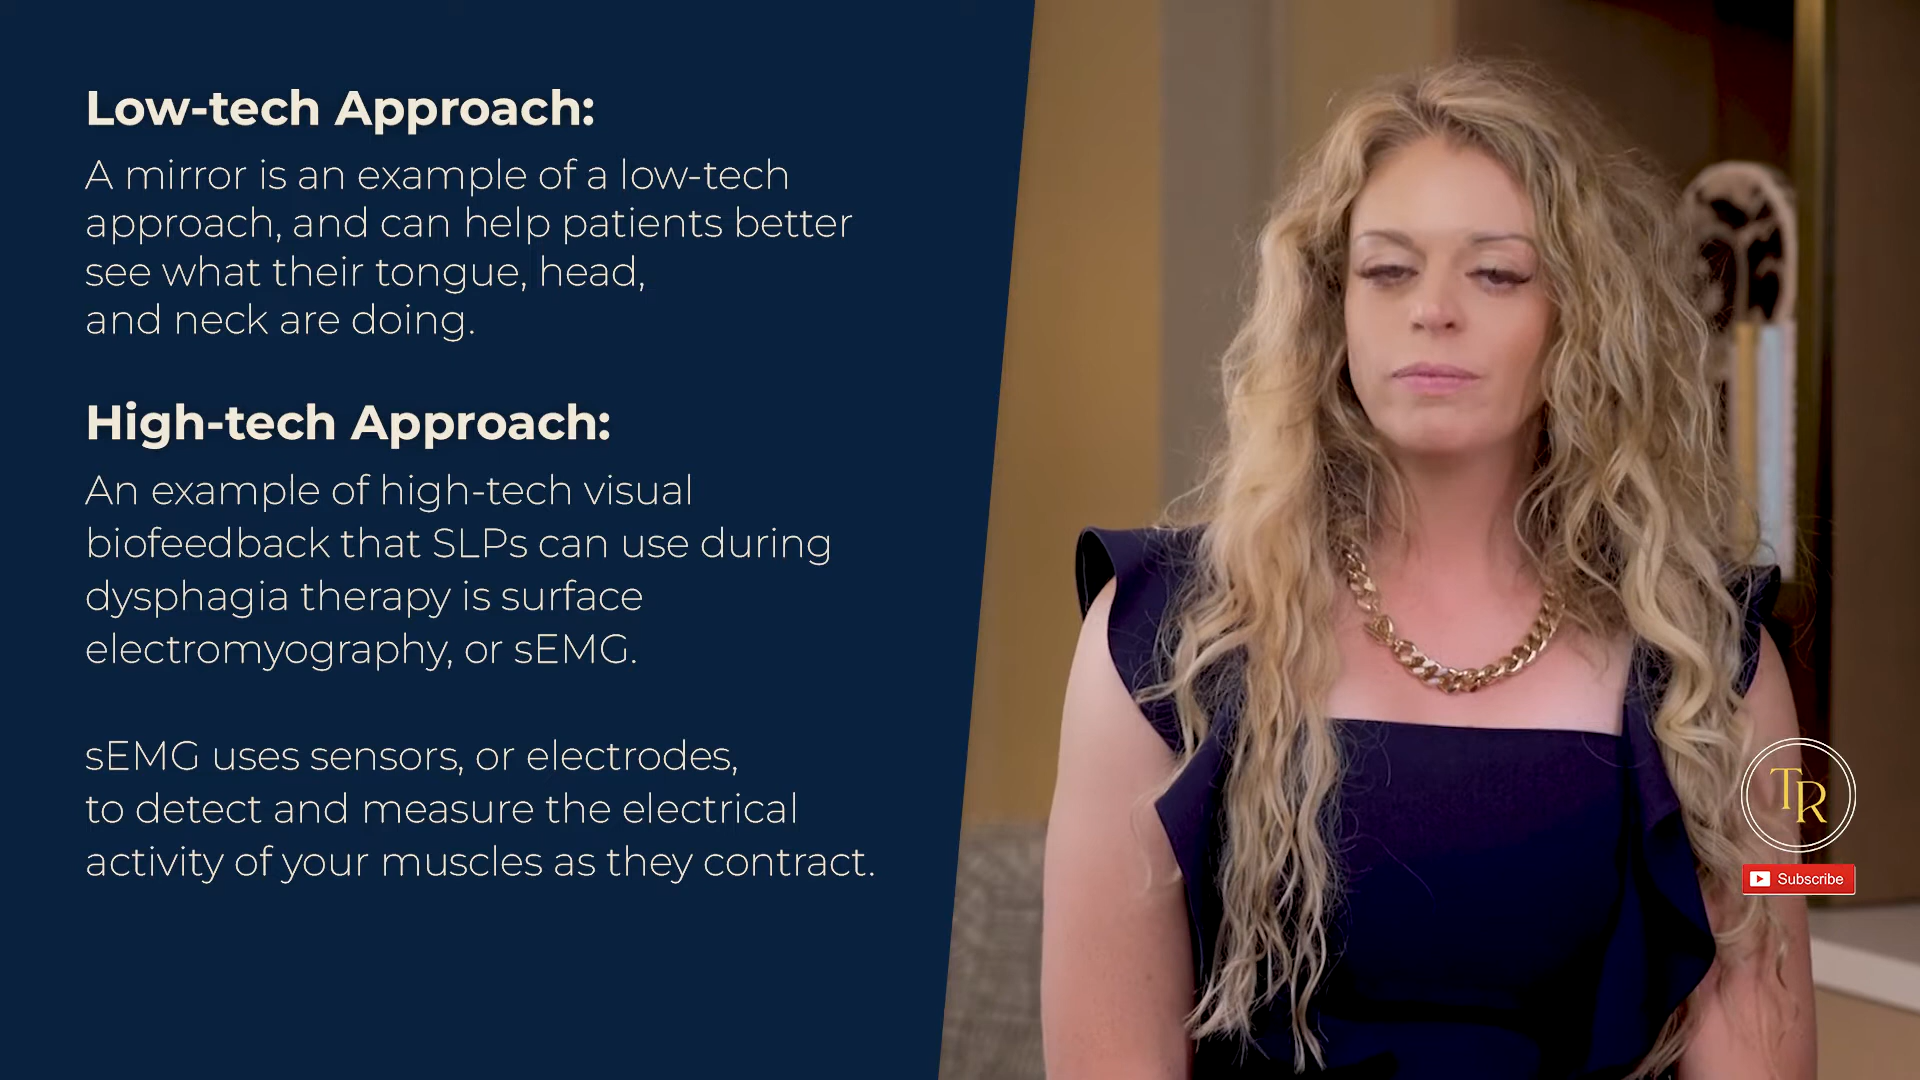 Low-tech Approach:
A mirror is an example of a low-tech
approach, and can help patients better
see what their tongue, head,
and neck are doing.
High-tech Approach:
An example of high-tech visual
biofeedback that SLPs can use during
dysphagia therapy is surface
electromyography, or sEMG.
sEMG uses sensors, or electrodes,
to detect and measure the electrical
activity of your muscles as they contract.
TR
Subscribe